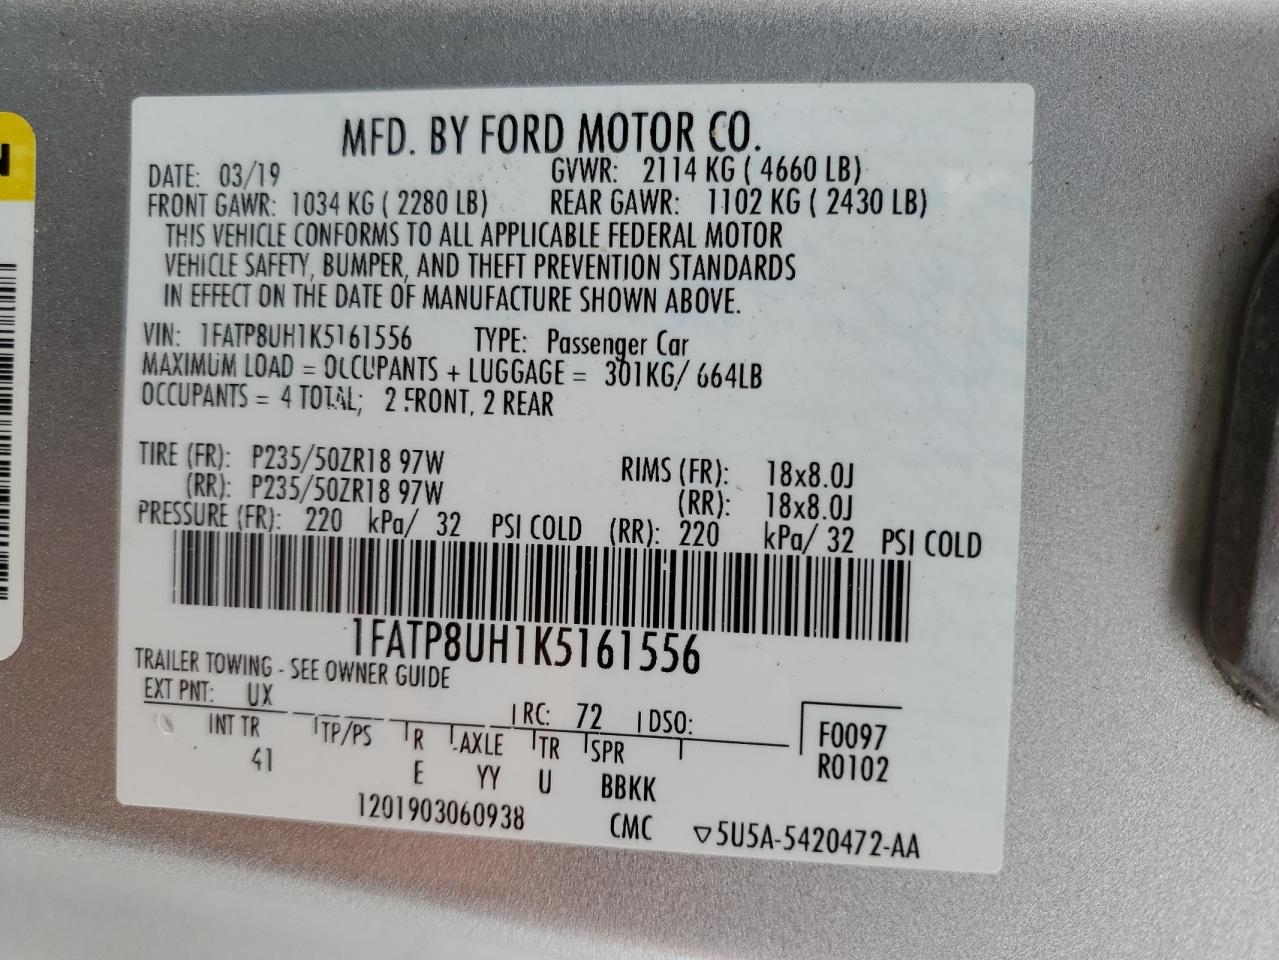 MFD. BY FORD MOTOR CO.
DATE: 03/19 GVWR: 2114 KG ( 4660 LB)
FRONT GAWR: 1034 KG ( 2280 LB) REAR GAWR: 1102 KG ( 2430 LB)
THIS VEHICLE CONFORMS TO ALL APPLICABLE FEDERAL MOTOR
VEHICLE SAFETY, BUMPER, AND THEFT PREVENTION STANDARDS
IN EFFECT ON THE DATE OF MANUFACTURE SHOWN ABOVE.
VIN: 1FATP8UH1K5161556 TYPE: Passenger Car
MAXIMUM LOAD = OCCUPANTS + LUGGAGE = 301KG/ 664LB
OCCUPANTS = 4 TOTAL; 2 FRONT, 2 REAR
TIRE (FR): P235/50ZR18 97W RIMS (FR): 18x8.0J
(RR): P235/50ZR18 97W (RR): 18x8.0J
PRESSURE (FR): 220 kPa/ 32 PSI COLD (RR): 220 kPa/ 32 PSI COLD
1FATP8UH1K5161556
TRAILER TOWING - SEE OWNER GUIDE
EXT PNT: UX RC: 72 DSO:
INT TR TP/PS R AXLE TR SPR F0097
41 E YY U BBKK R0102
1201903060938 CMC ▽5U5A-5420472-AA
N